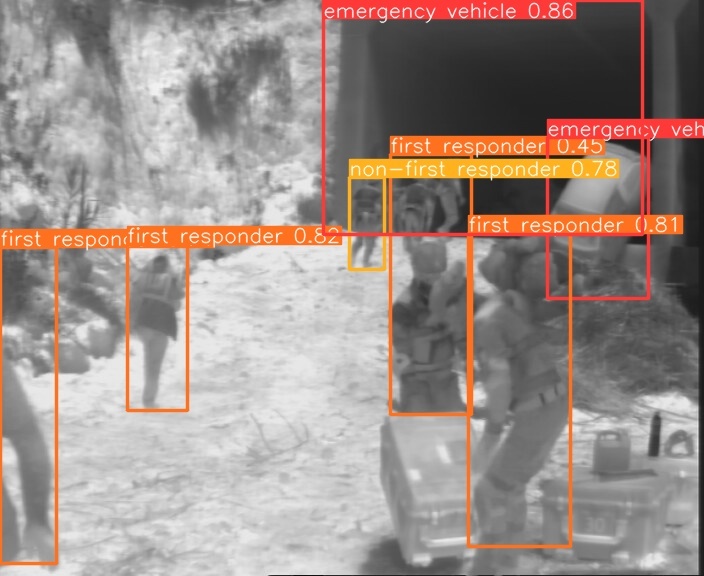 emergency vehicle 0.86
emergency veh
first responder 0.45
non-first responder 0.78
first responder 0.81
first respond
first responder 0.82